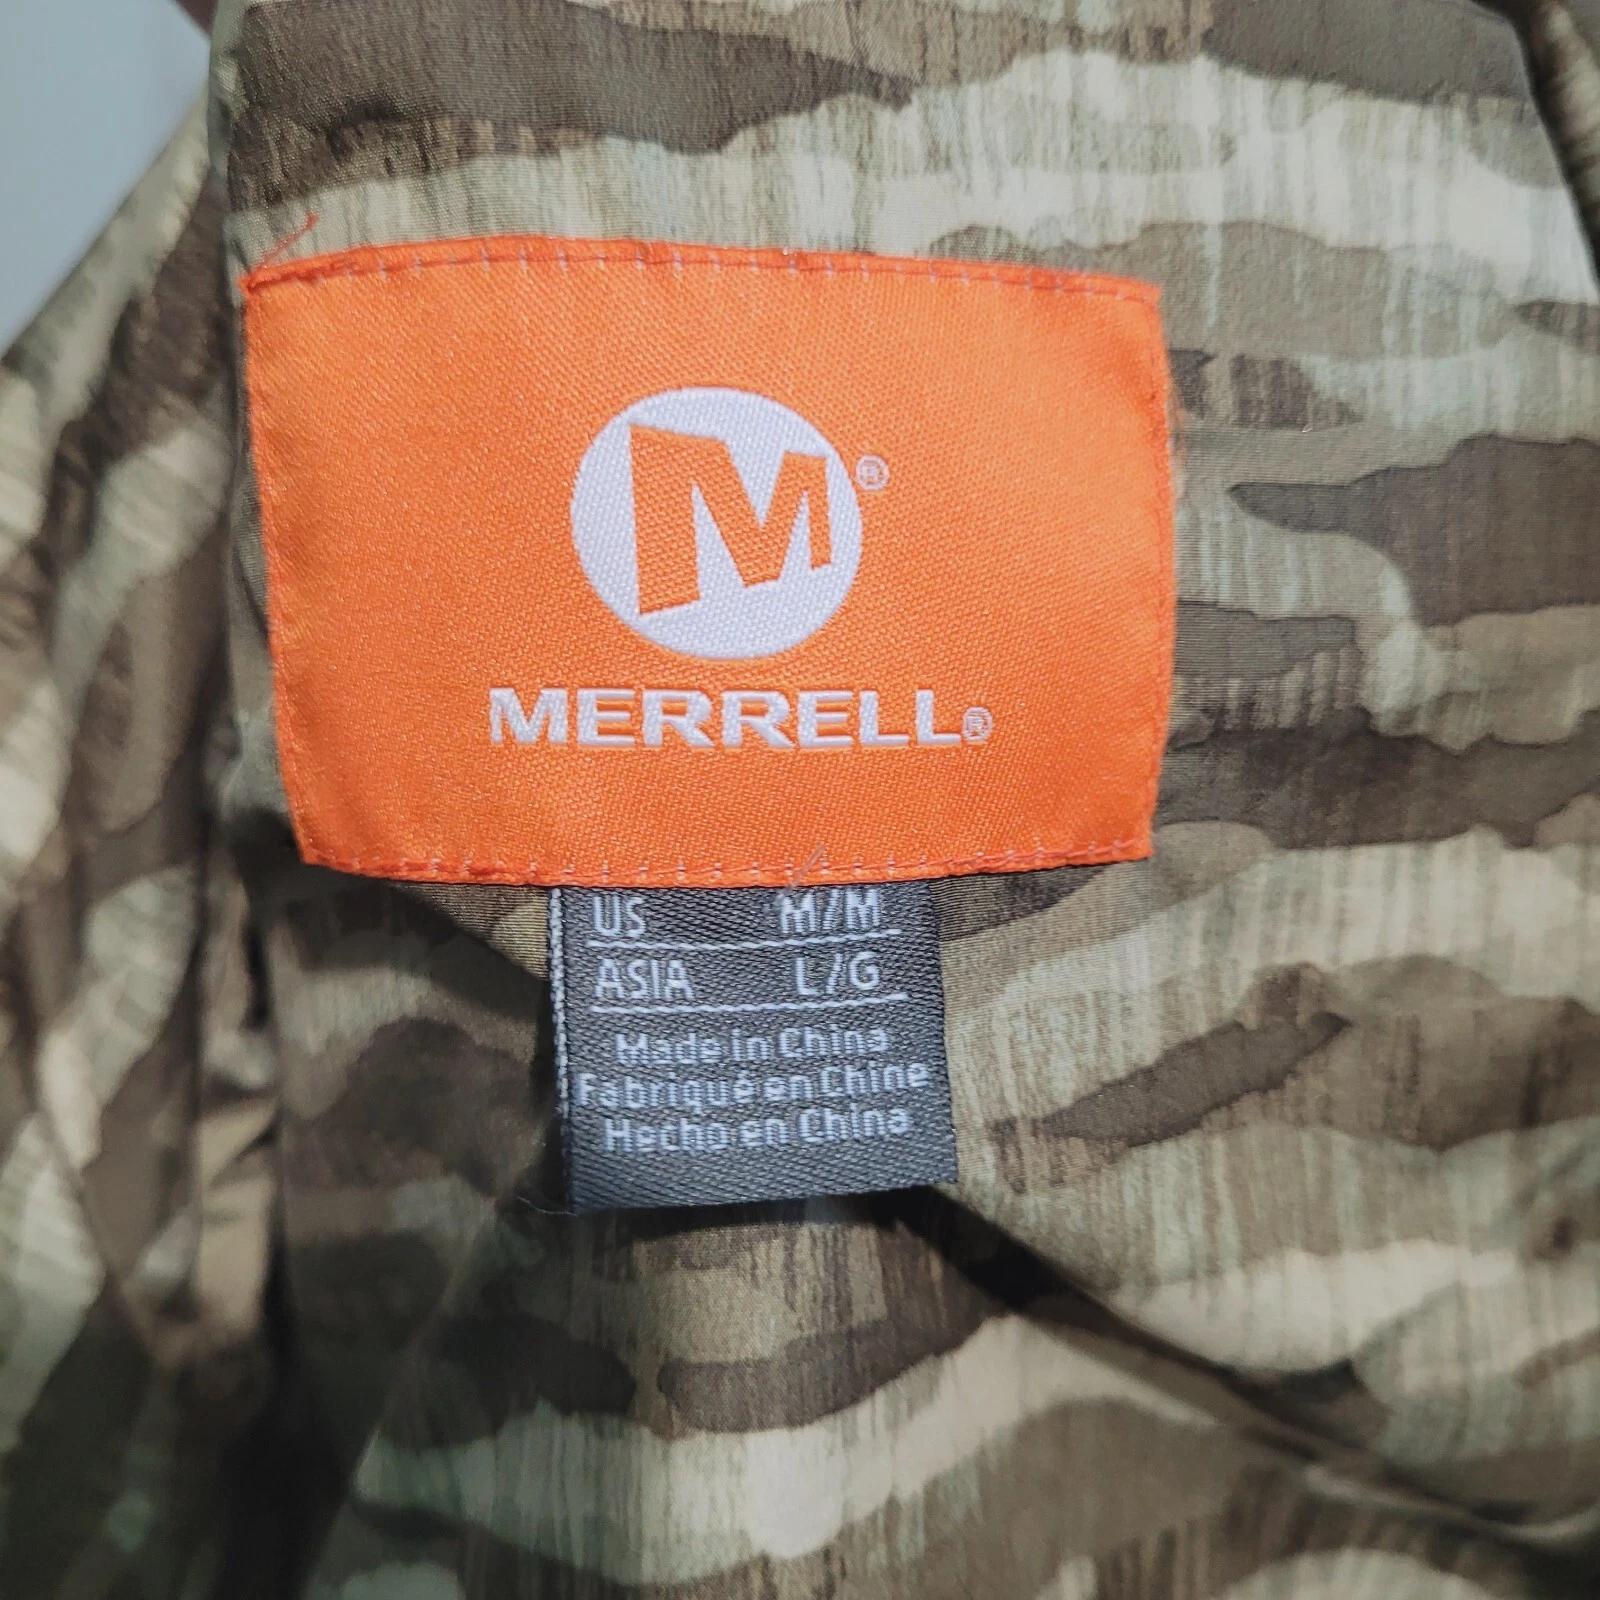 M®
MERRELL®
US M/M
ASIA L/G
Made in China
Fabriqué en Chine
Hecho en China